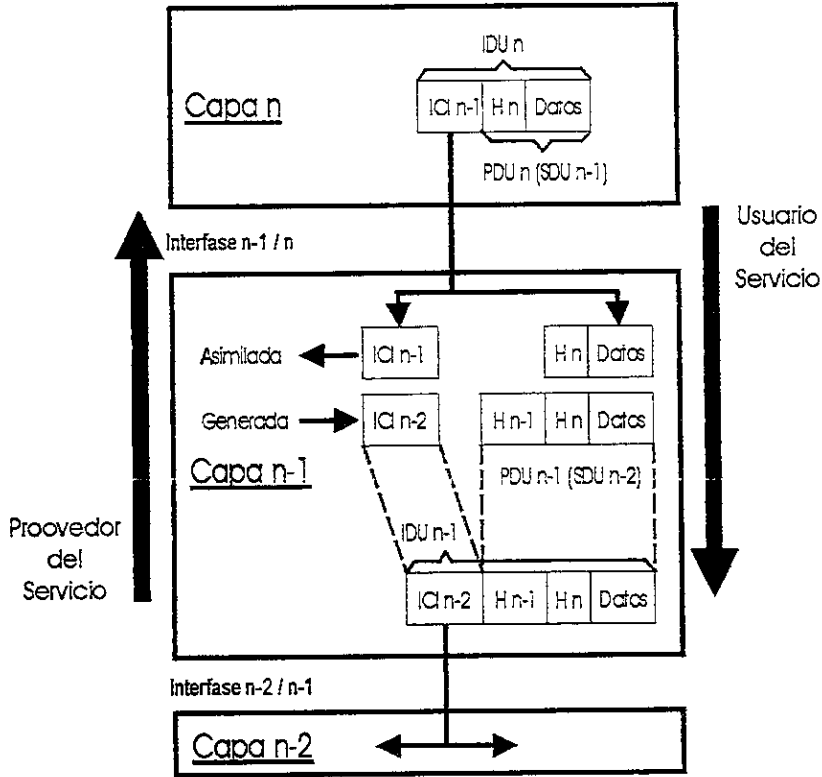 IDU n
Capa n
ICI n-1 H n Datos
PDU n (SDU n-1)
Interfase n-1 / n
Usuario
del
Servicio
Asimilada
ICI n-1
H n Datos
Generada
ICI n-2
H n-1 H n Datos
Capa n-1
PDU n-1 (SDU n-2)
Proovedor
del
Servicio
IDU n-1
ICI n-2 H n-1 H n Datos
Interfase n-2 / n-1
Capa n-2